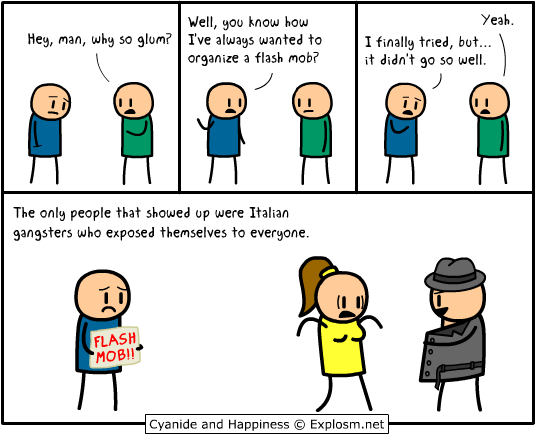 Hey, man, why so glum?
Well, you know how
I've always wanted to
organize a flash mob?
Yeah.
I finally tried, but...
it didn't go so well.
The only people that showed up were Italian
gangsters who exposed themselves to everyone.
FLASH
MOB!!
Cyanide and Happiness © Explosm.net